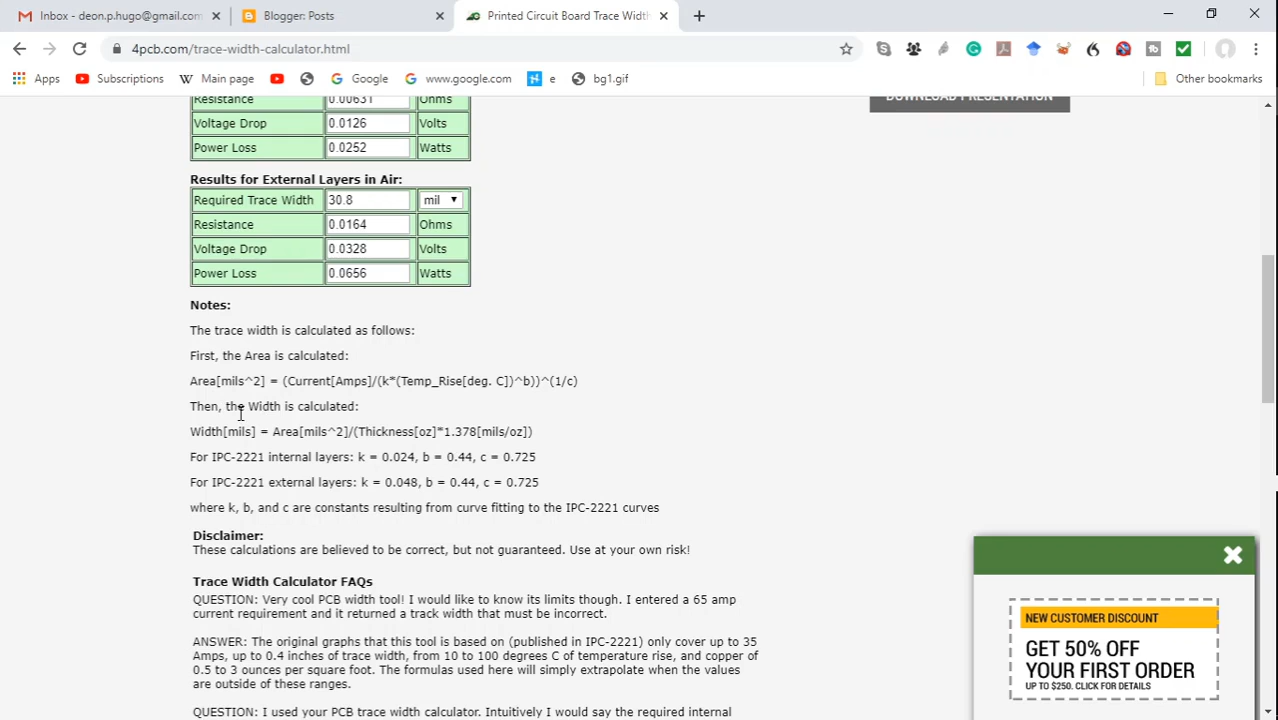 Inbox - deon.p.hugo@gmail.com
Blogger: Posts
Printed Circuit Board Trace Width
4pcb.com/trace-width-calculator.html
Apps
Subscriptions
Main page
Google
www.google.com
e
bg1.gif
Other bookmarks
Resistance 0.00631 Ohms
DOWNLOAD PRESENTATION
Voltage Drop 0.0126 Volts
Power Loss 0.0252 Watts
Results for External Layers in Air:
Required Trace Width 30.8 mil
Resistance 0.0164 Ohms
Voltage Drop 0.0328 Volts
Power Loss 0.0656 Watts
Notes:
The trace width is calculated as follows:
First, the Area is calculated:
Area[mils^2] = (Current[Amps]/(k*(Temp_Rise[deg. C])^b))^(1/c)
Then, the Width is calculated:
Width[mils] = Area[mils^2]/(Thickness[oz]*1.378[mils/oz])
For IPC-2221 internal layers: k = 0.024, b = 0.44, c = 0.725
For IPC-2221 external layers: k = 0.048, b = 0.44, c = 0.725
where k, b, and c are constants resulting from curve fitting to the IPC-2221 curves
Disclaimer:
These calculations are believed to be correct, but not guaranteed. Use at your own risk!
Trace Width Calculator FAQs
QUESTION: Very cool PCB width tool! I would like to know its limits though. I entered a 65 amp
current requirement and it returned a track width that must be incorrect.
ANSWER: The original graphs that this tool is based on (published in IPC-2221) only cover up to 35
Amps, up to 0.4 inches of trace width, from 10 to 100 degrees C of temperature rise, and copper of
0.5 to 3 ounces per square foot. The formulas used here will simply extrapolate when the values
are outside of these ranges.
QUESTION: I used your PCB trace width calculator. Intuitively I would say the required internal
NEW CUSTOMER DISCOUNT
GET 50% OFF
YOUR FIRST ORDER
UP TO $250. CLICK FOR DETAILS